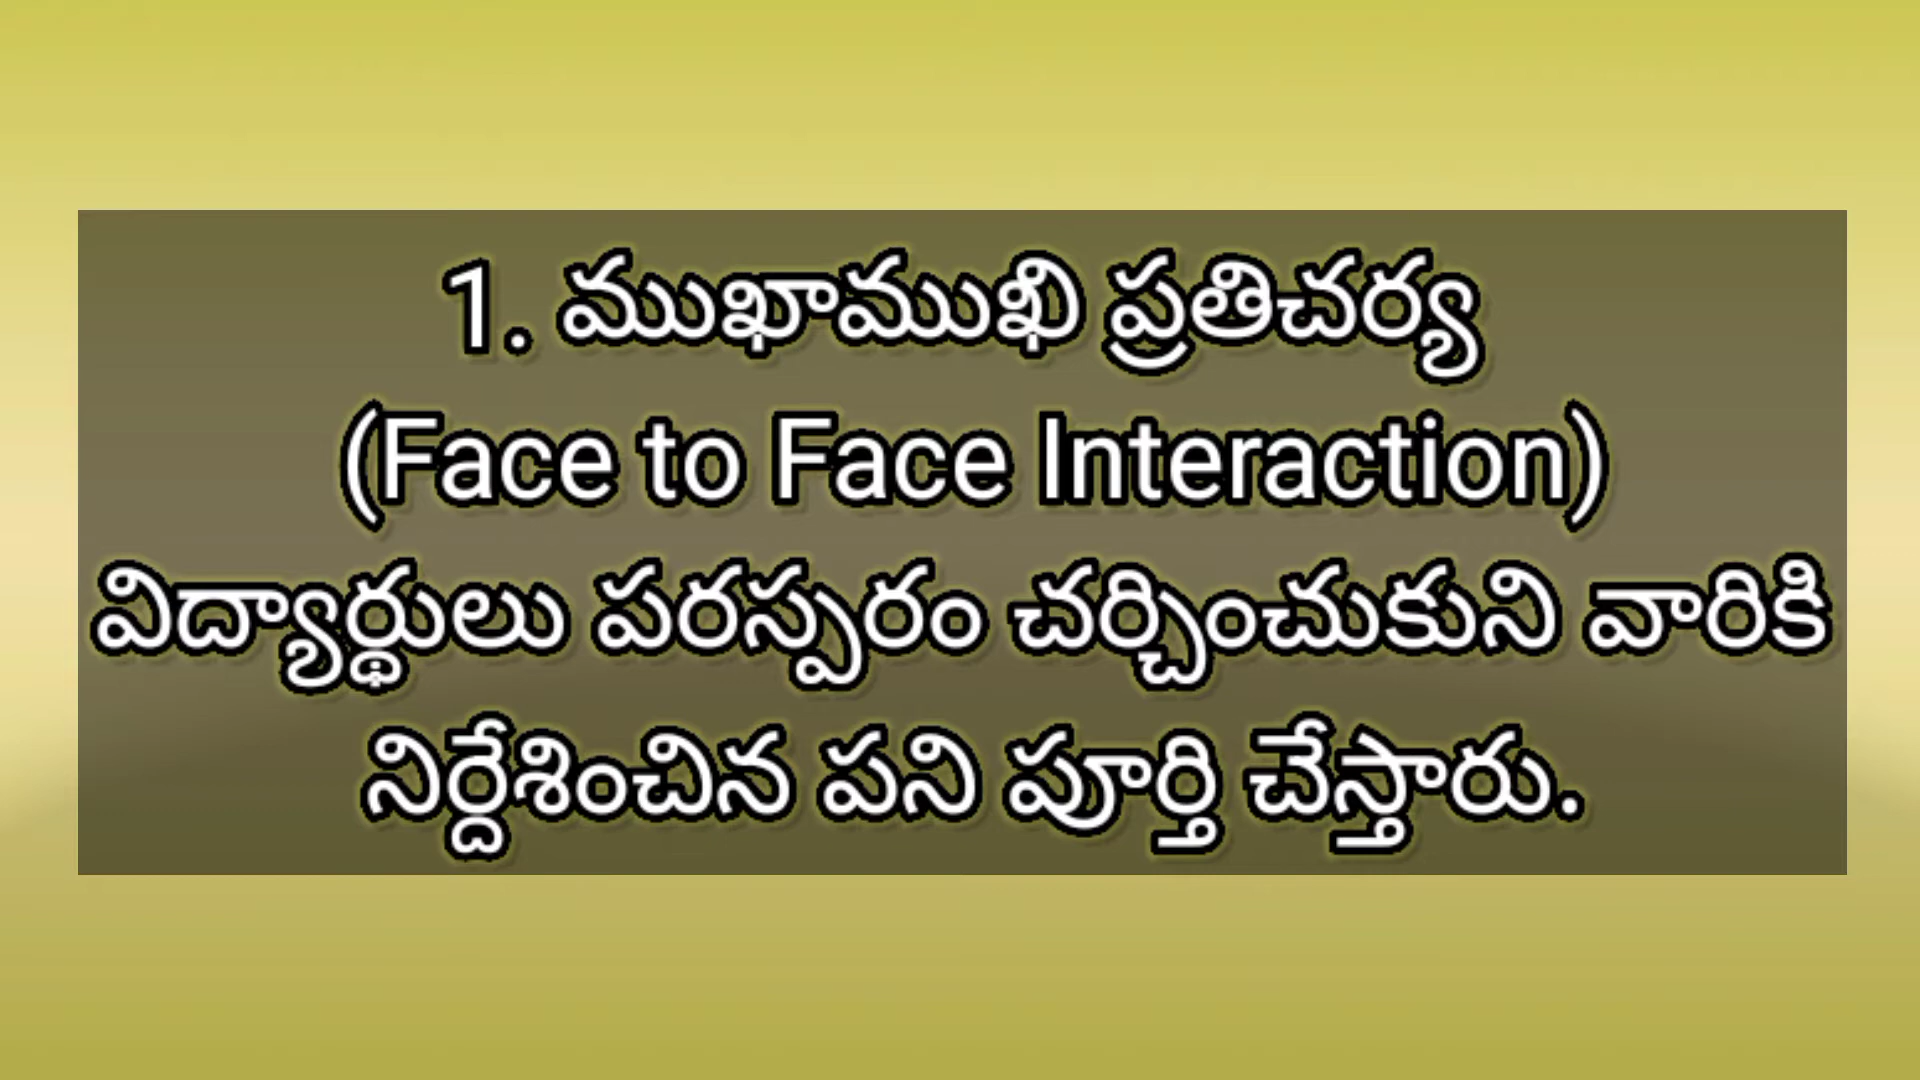 1. ముఖాముఖి ప్రతిచర్య
(Face to Face Interaction)
విద్యార్థులు పరస్పరం చర్చించుకుని వారికి
నిర్దేశించిన పని పూర్తి చేస్తారు.